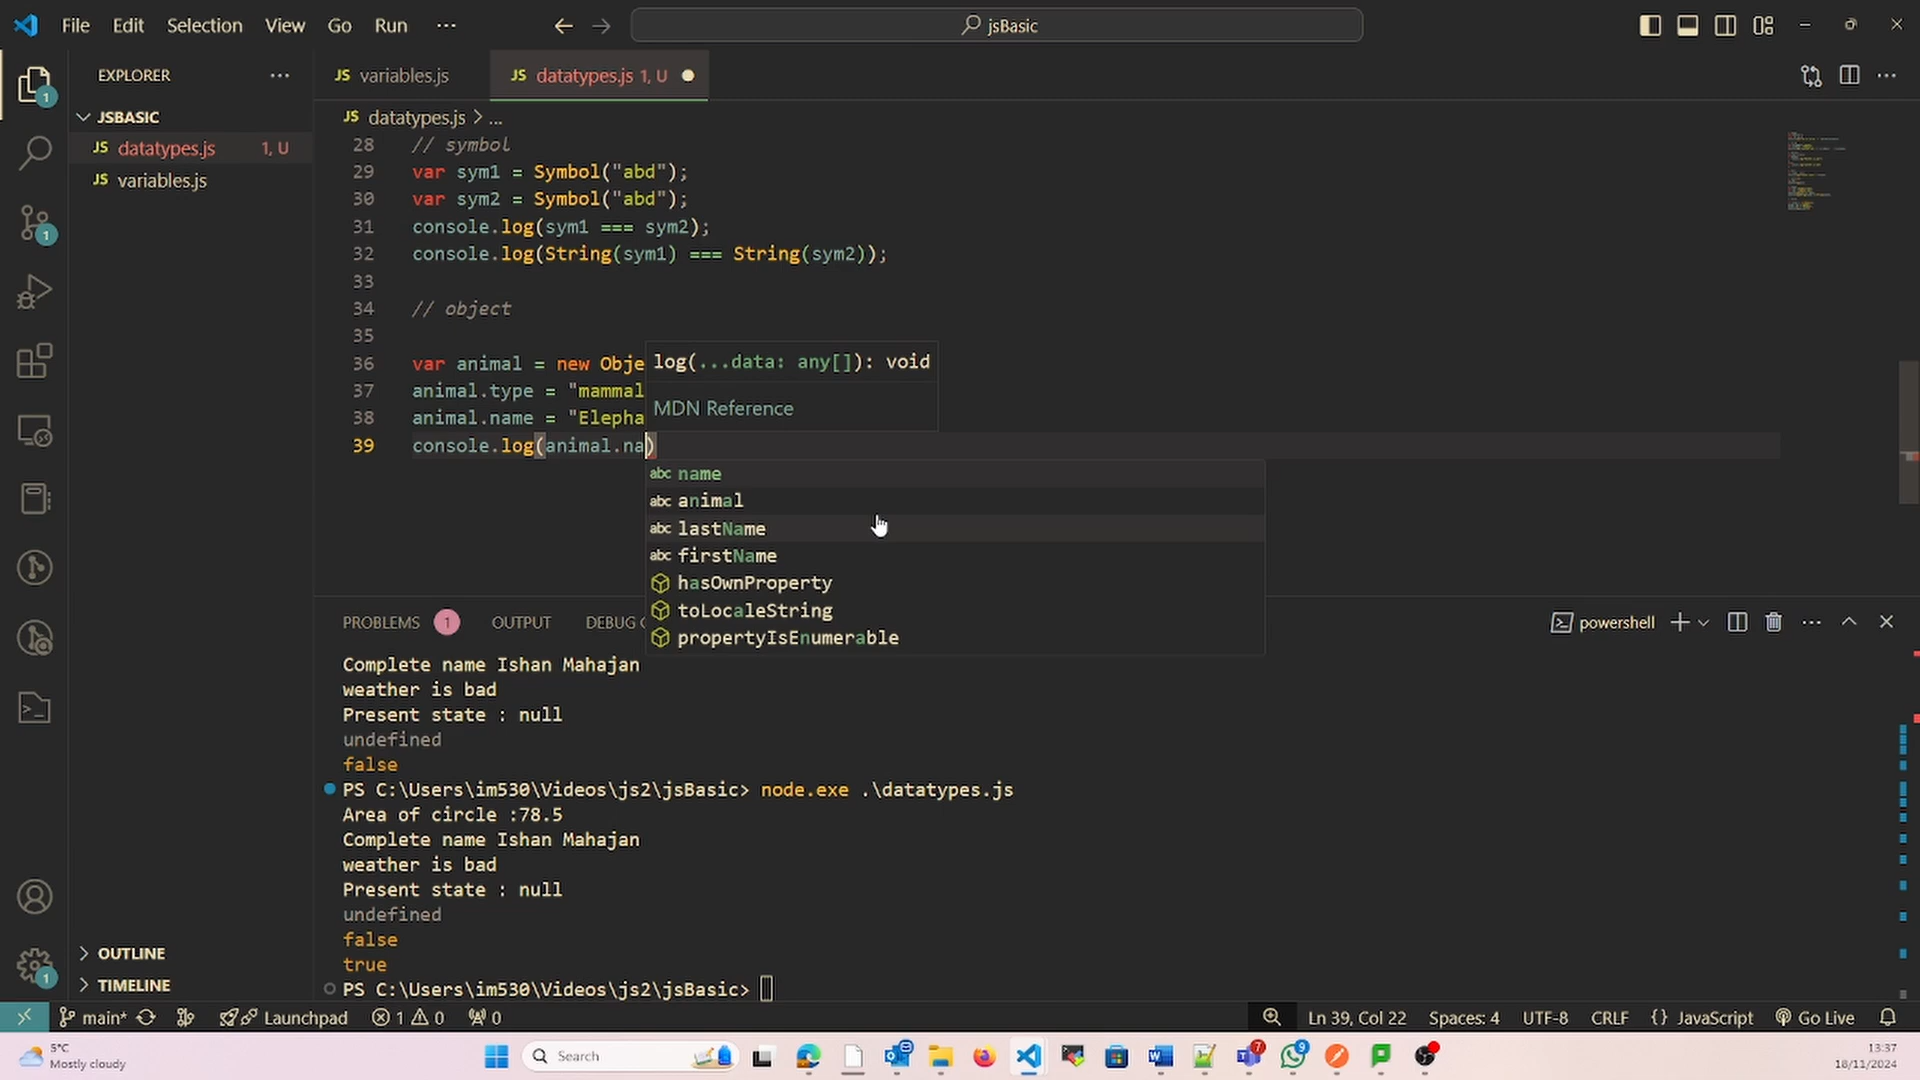 File Edit Selection View Go Run ··· jsBasic
EXPLORER ···
JS variables.js
JS datatypes.js 1, U
JSBASIC
JS datatypes.js 1, U
JS variables.js
JS datatypes.js > ...
28 // symbol
29 var sym1 = Symbol("abd");
30 var sym2 = Symbol("abd");
31 console.log(sym1 === sym2);
32 console.log(String(sym1) === String(sym2));
33
34 // object
35
36 var animal = new Obje
37 animal.type = "mammal
38 animal.name = "Elepha
39 console.log(animal.na)
log(...data: any[]): void
MDN Reference
abc name
abc animal
abc lastName
abc firstName
hasOwnProperty
toLocaleString
propertyIsEnumerable
PROBLEMS 1 OUTPUT DEBUG C powershell
Complete name Ishan Mahajan
weather is bad
Present state : null
undefined
false
PS C:\Users\im530\Videos\js2\jsBasic> node.exe .\datatypes.js
Area of circle :78.5
Complete name Ishan Mahajan
weather is bad
Present state : null
undefined
false
true
PS C:\Users\im530\Videos\js2\jsBasic>
1
1
1
OUTLINE
TIMELINE
main* Launchpad 1 0 0 Ln 39, Col 22 Spaces: 4 UTF-8 CRLF {} JavaScript Go Live
5°C
Mostly cloudy
Search
7
9
13:37
18/11/2024